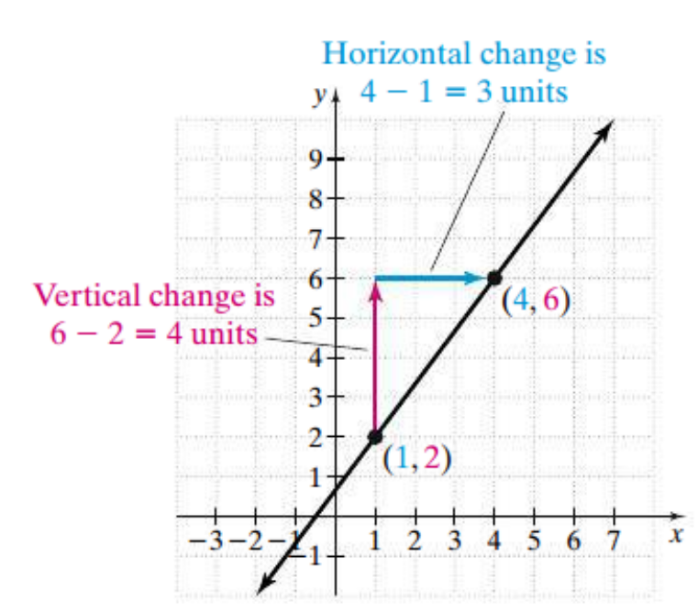 Horizontal change is
4 − 1 = 3 units
y
9
8
7
6
5
4
3
2
1
−1
Vertical change is
6 − 2 = 4 units
(4, 6)
(1, 2)
−3 −2 −1 1 2 3 4 5 6 7
x